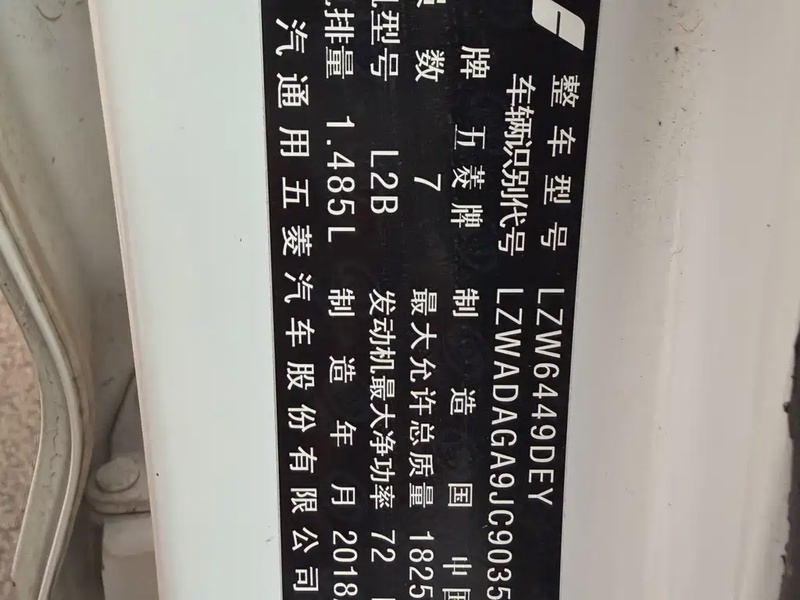 整车型号 LZW6449DEY
车辆识别代号 LZWADAGA9JC9035
牌 五菱牌 制造国 中国
数 7 最大允许总质量 1825
型号 L2B 发动机最大净功率 72
排量 1.485L 制造年月 2018
汽通用五菱汽车股份有限公司